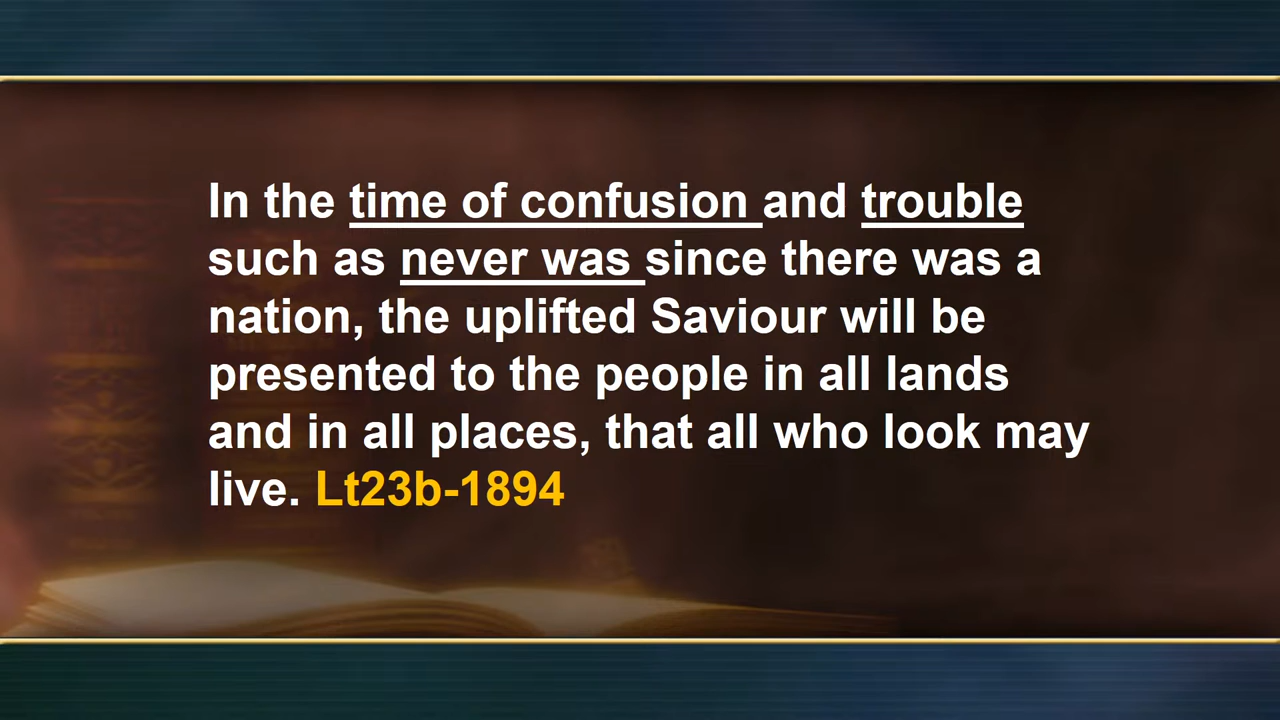 In the time of confusion and trouble
such as never was since there was a
nation, the uplifted Saviour will be
presented to the people in all lands
and in all places, that all who look may
live. Lt23b-1894